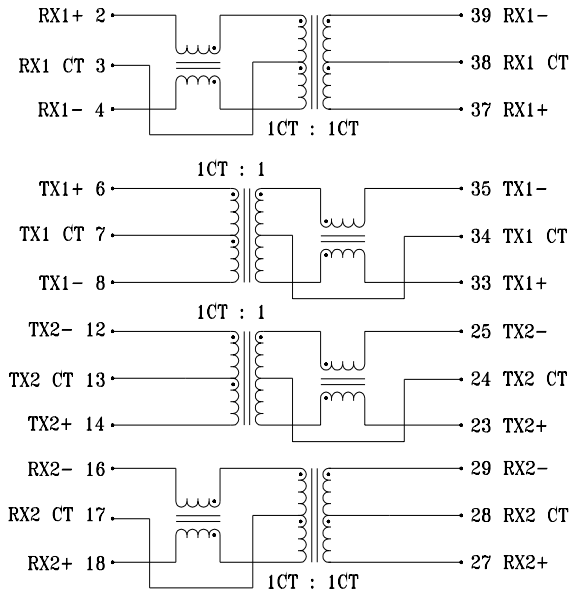 RX1+ 2 39 RX1-
RX1 CT 3 38 RX1 CT
RX1- 4 37 RX1+
1CT : 1CT
1CT : 1
TX1+ 6 35 TX1-
TX1 CT 7 34 TX1 CT
TX1- 8 33 TX1+
1CT : 1
TX2- 12 25 TX2-
TX2 CT 13 24 TX2 CT
TX2+ 14 23 TX2+
RX2- 16 29 RX2-
RX2 CT 17 28 RX2 CT
RX2+ 18 27 RX2+
1CT : 1CT